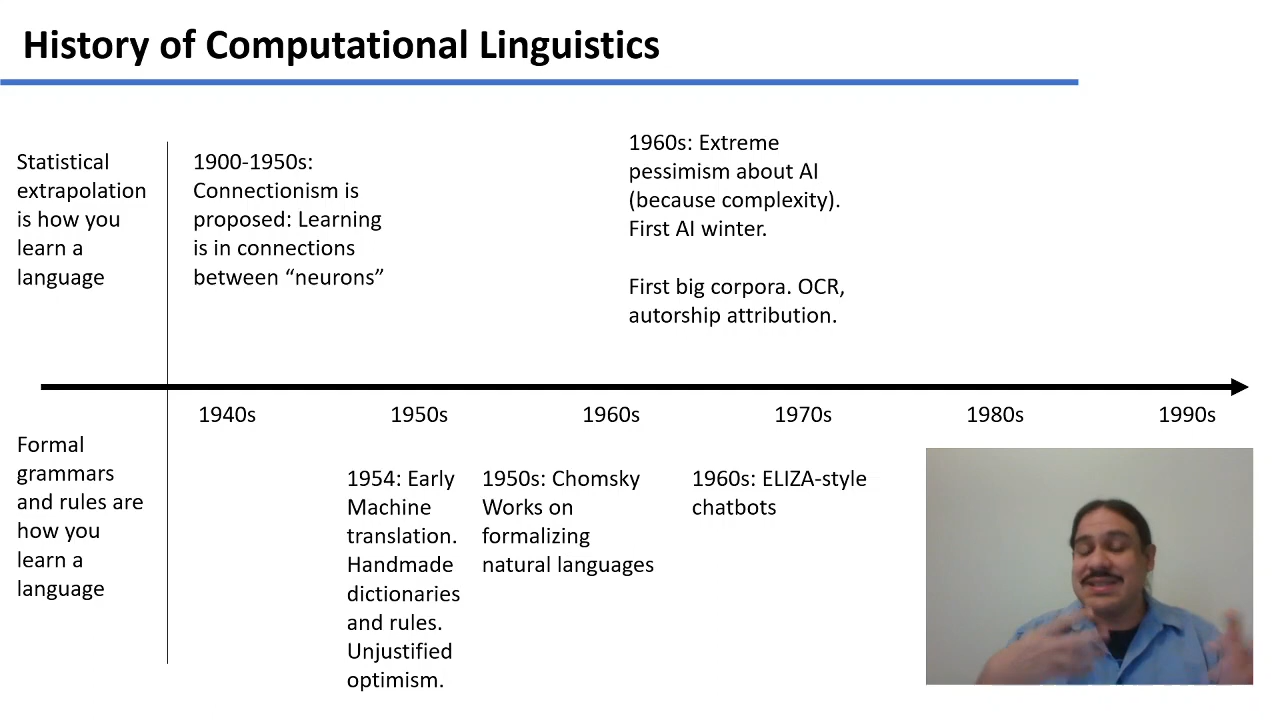 History of Computational Linguistics
Statistical
extrapolation
is how you
learn a
language
1900-1950s:
Connectionism is
proposed: Learning
is in connections
between “neurons”
1960s: Extreme
pessimism about AI
(because complexity).
First AI winter.
First big corpora. OCR,
autorship attribution.
1940s
1950s
1960s
1970s
1980s
1990s
Formal
grammars
and rules are
how you
learn a
language
1954: Early
Machine
translation.
Handmade
dictionaries
and rules.
Unjustified
optimism.
1950s: Chomsky
Works on
formalizing
natural languages
1960s: ELIZA-style
chatbots